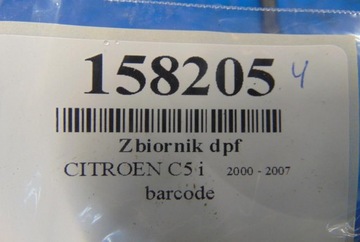 158205 4
Zbiornik dpf
CITROEN C5 i 2000 - 2007
barcode